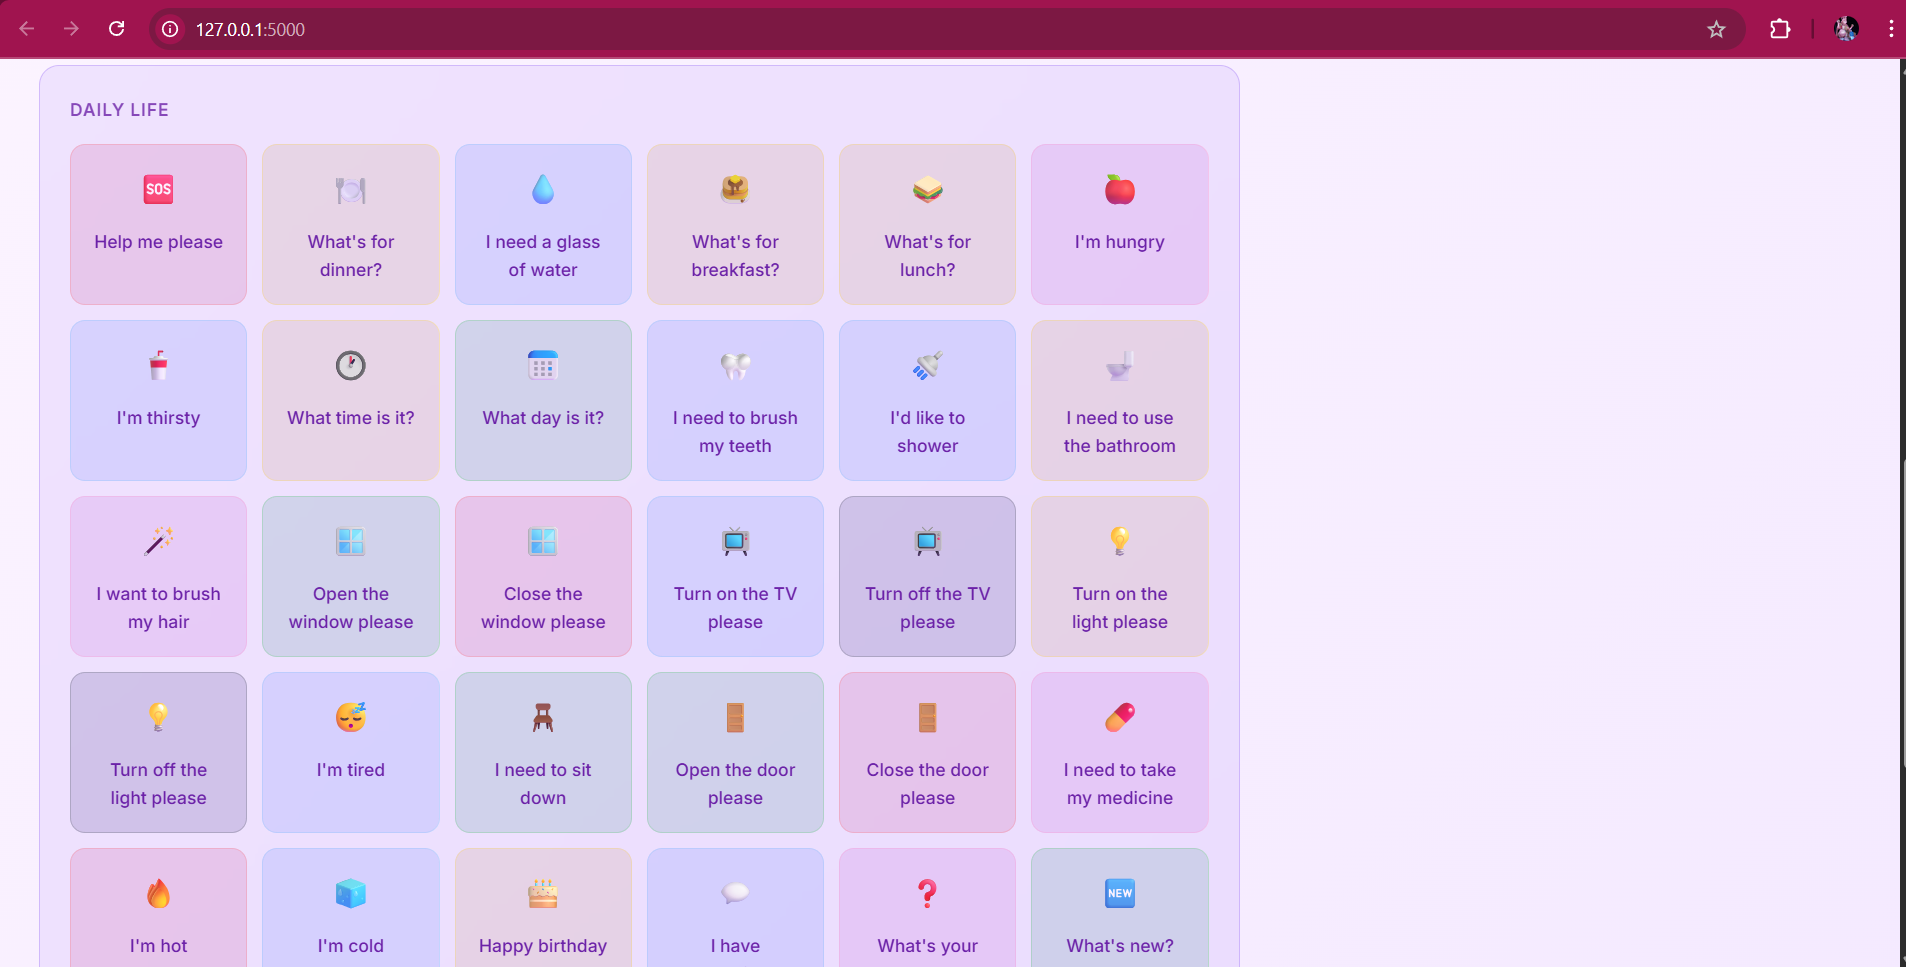 127.0.0.1:5000
DAILY LIFE
SOS
Help me please
What's for
dinner?
I need a glass
of water
What's for
breakfast?
What's for
lunch?
I'm hungry
I'm thirsty
What time is it?
What day is it?
I need to brush
my teeth
I'd like to
shower
I need to use
the bathroom
I want to brush
my hair
Open the
window please
Close the
window please
Turn on the TV
please
Turn off the TV
please
Turn on the
light please
Turn off the
light please
I'm tired
I need to sit
down
Open the door
please
Close the door
please
I need to take
my medicine
I'm hot
I'm cold
Happy birthday
I have
What's your
NEW
What's new?